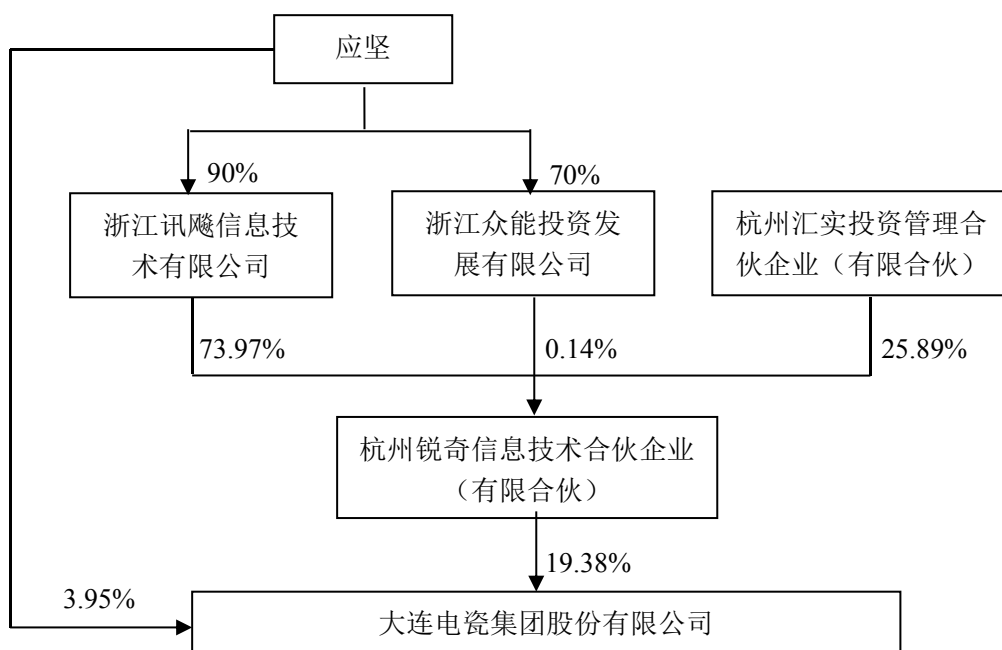 应坚
90%
70%
浙江讯飚信息技
术有限公司
浙江众能投资发
展有限公司
杭州汇实投资管理合
伙企业（有限合伙）
73.97%
0.14%
25.89%
杭州锐奇信息技术合伙企业
（有限合伙）
19.38%
3.95%
大连电瓷集团股份有限公司